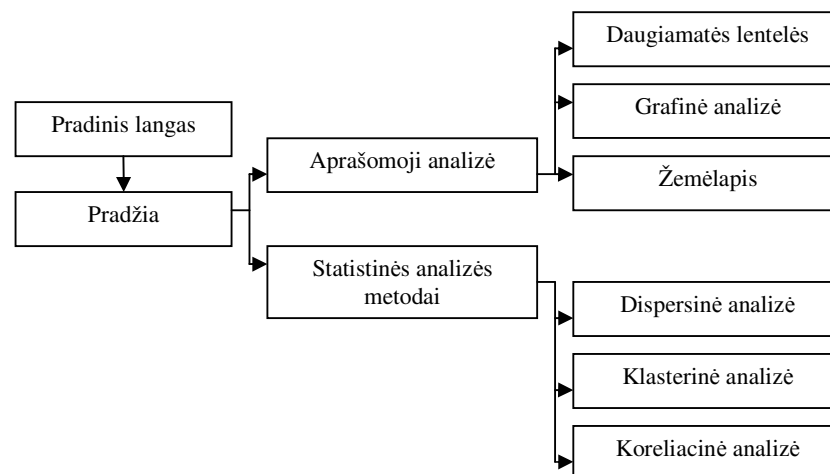 Pradinis langas
Pradžia
Aprašomoji analizė
Statistinės analizės
metodai
Daugiamatės lentelės
Grafinė analizė
Žemėlapis
Dispersinė analizė
Klasterinė analizė
Koreliacinė analizė